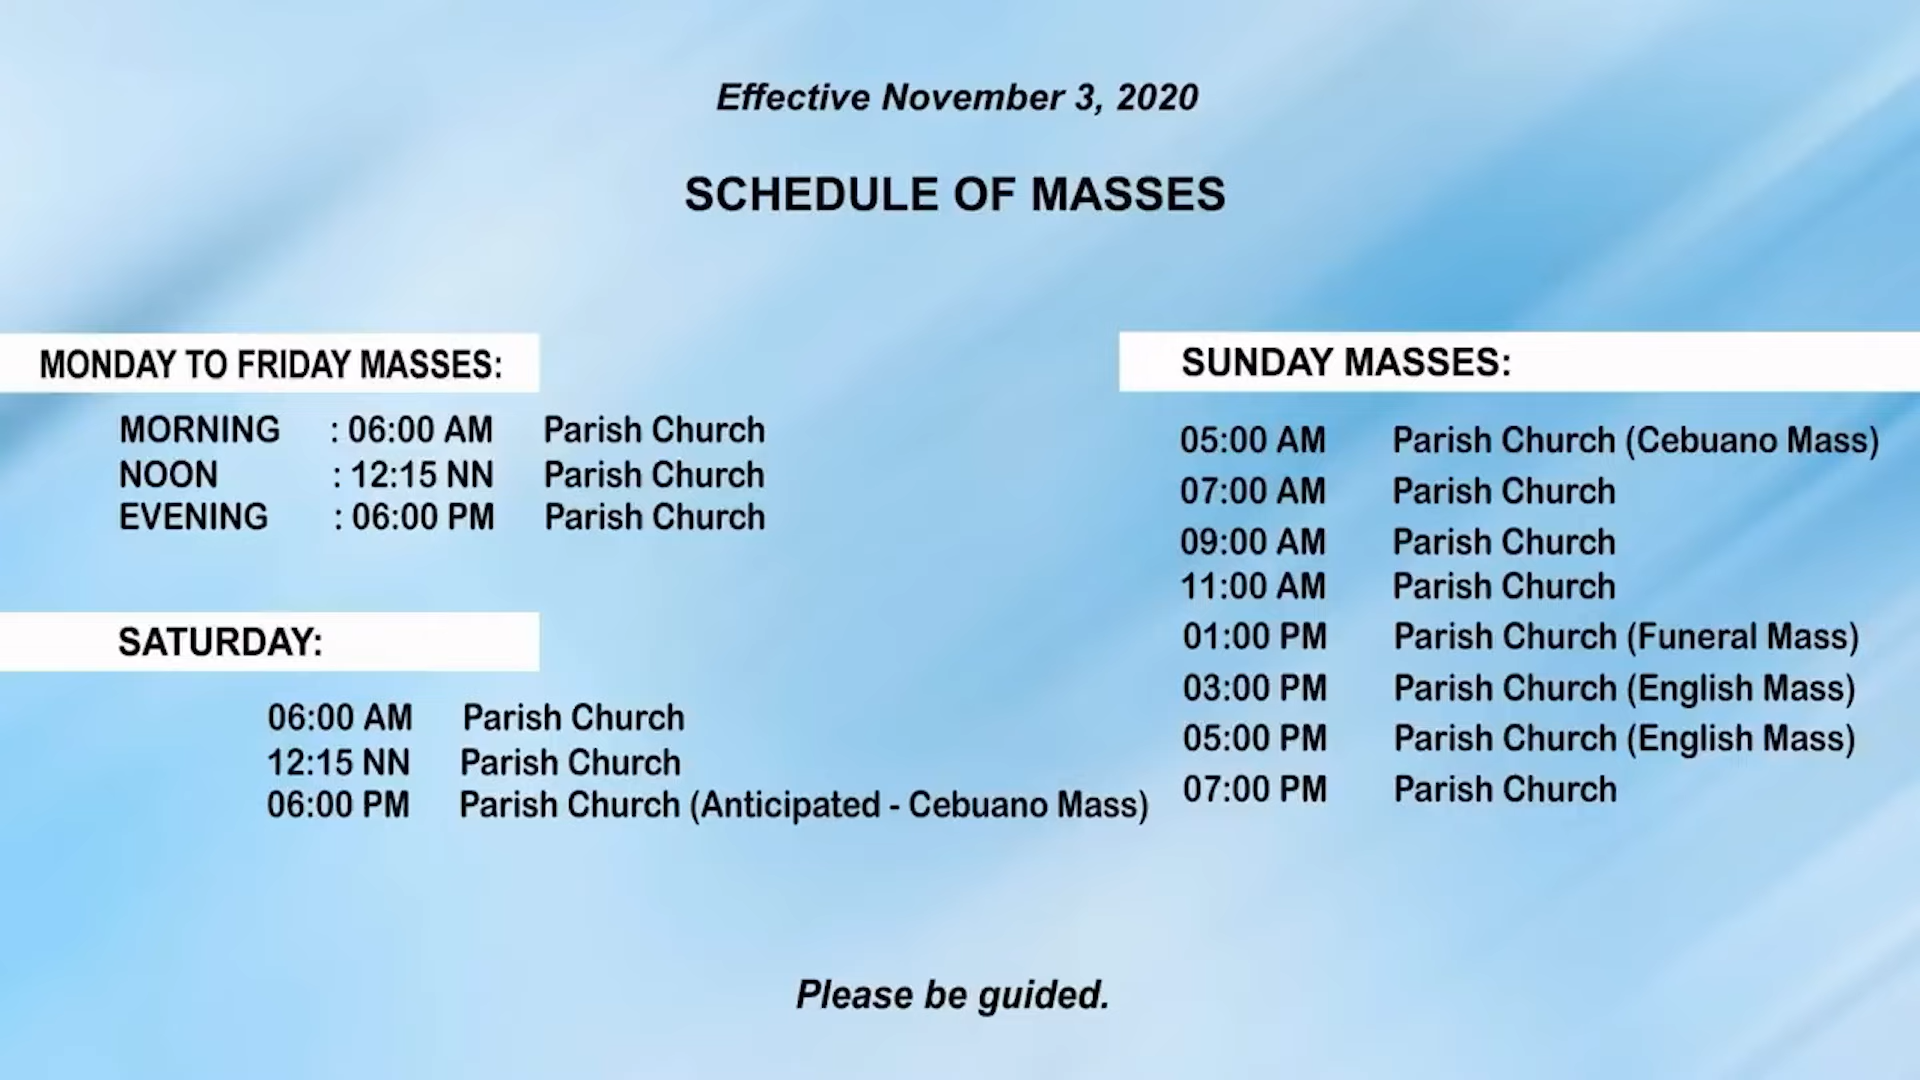 Effective November 3, 2020
SCHEDULE OF MASSES
MONDAY TO FRIDAY MASSES:
MORNING : 06:00 AM Parish Church
NOON : 12:15 NN Parish Church
EVENING : 06:00 PM Parish Church
SATURDAY:
06:00 AM Parish Church
12:15 NN Parish Church
06:00 PM Parish Church (Anticipated - Cebuano Mass)
SUNDAY MASSES:
05:00 AM Parish Church (Cebuano Mass)
07:00 AM Parish Church
09:00 AM Parish Church
11:00 AM Parish Church
01:00 PM Parish Church (Funeral Mass)
03:00 PM Parish Church (English Mass)
05:00 PM Parish Church (English Mass)
07:00 PM Parish Church
Please be guided.